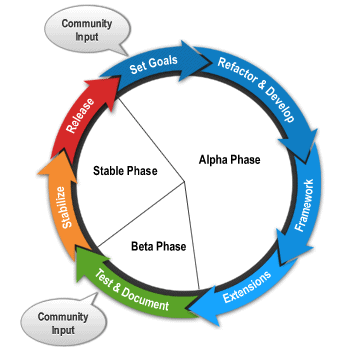 Community
Input
Set Goals
Refactor & Develop
Framework
Extensions
Test & Document
Stabilize
Release
Alpha Phase
Stable Phase
Beta Phase
Community
Input